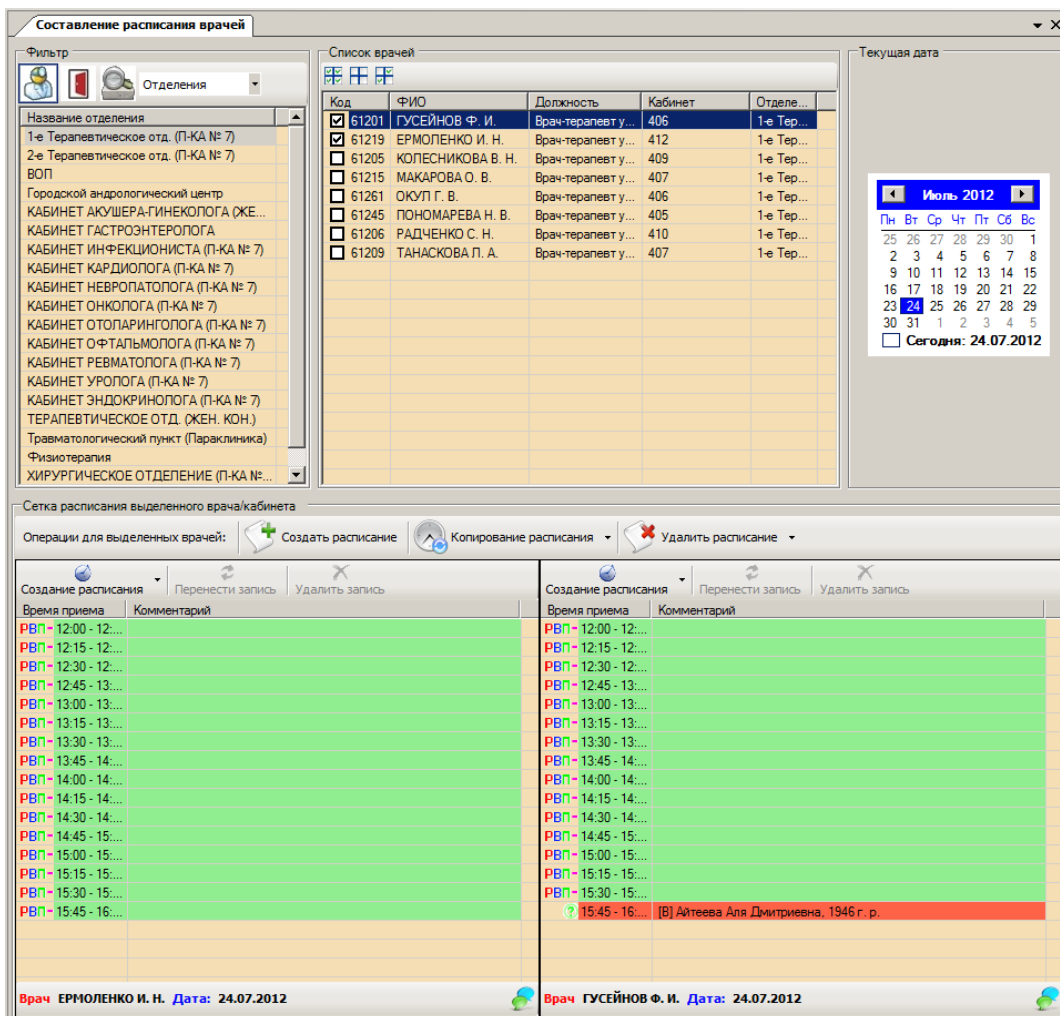 Составление расписания врачей
Фильтр
Отделения
Название отделения
1-е Терапевтическое отд. (П-КА № 7)
2-е Терапевтическое отд. (П-КА № 7)
ВОП
Городской андрологический центр
КАБИНЕТ АКУШЕРА-ГИНЕКОЛОГА (ЖЕ...
КАБИНЕТ ГАСТРОЭНТЕРОЛОГА
КАБИНЕТ ИНФЕКЦИОНИСТА (П-КА № 7)
КАБИНЕТ КАРДИОЛОГА (П-КА № 7)
КАБИНЕТ НЕВРОПАТОЛОГА (П-КА № 7)
КАБИНЕТ ОНКОЛОГА (П-КА № 7)
КАБИНЕТ ОТОЛАРИНГОЛОГА (П-КА № 7)
КАБИНЕТ ОФТАЛЬМОЛОГА (П-КА № 7)
КАБИНЕТ РЕВМАТОЛОГА (П-КА № 7)
КАБИНЕТ УРОЛОГА (П-КА № 7)
КАБИНЕТ ЭНДОКРИНОЛОГА (П-КА № 7)
ТЕРАПЕВТИЧЕСКОЕ ОТД. (ЖЕН. КОН.)
Травматологический пункт (Параклиника)
Физиотерапия
ХИРУРГИЧЕСКОЕ ОТДЕЛЕНИЕ (П-КА №...
Список врачей
Код ФИО Должность Кабинет Отделе...
61201 ГУСЕЙНОВ Ф. И. Врач-терапевт у... 406 1-е Тер...
61219 ЕРМОЛЕНКО И. Н. Врач-терапевт у... 412 1-е Тер...
61205 КОЛЕСНИКОВА В. Н. Врач-терапевт у... 409 1-е Тер...
61215 МАКАРОВА О. В. Врач-терапевт у... 407 1-е Тер...
61261 ОКУЛ Г. В. Врач-терапевт у... 406 1-е Тер...
61245 ПОНОМАРЕВА Н. В. Врач-терапевт у... 405 1-е Тер...
61206 РАДЧЕНКО С. Н. Врач-терапевт у... 410 1-е Тер...
61209 ТАНАСКОВА Л. А. Врач-терапевт у... 407 1-е Тер...
Текущая дата
Июль 2012
Пн Вт Ср Чт Пт Сб Вс
25 26 27 28 29 30 1
2 3 4 5 6 7 8
9 10 11 12 13 14 15
16 17 18 19 20 21 22
23 24 25 26 27 28 29
30 31 1 2 3 4 5
Сегодня: 24.07.2012
Сетка расписания выделенного врача/кабинета
Операции для выделенных врачей: Создать расписание Копирование расписания Удалить расписание
Создание расписания Перенести запись Удалить запись
Время приема Комментарий
РВП- 12:00 - 12:...
РВП- 12:15 - 12:...
РВП- 12:30 - 12:...
РВП- 12:45 - 13:...
РВП- 13:00 - 13:...
РВП- 13:15 - 13:...
РВП- 13:30 - 13:...
РВП- 13:45 - 14:...
РВП- 14:00 - 14:...
РВП- 14:15 - 14:...
РВП- 14:30 - 14:...
РВП- 14:45 - 15:...
РВП- 15:00 - 15:...
РВП- 15:15 - 15:...
РВП- 15:30 - 15:...
РВП- 15:45 - 16:...
Врач ЕРМОЛЕНКО И. Н. Дата: 24.07.2012
Создание расписания Перенести запись Удалить запись
Время приема Комментарий
РВП- 12:00 - 12:...
РВП- 12:15 - 12:...
РВП- 12:30 - 12:...
РВП- 12:45 - 13:...
РВП- 13:00 - 13:...
РВП- 13:15 - 13:...
РВП- 13:30 - 13:...
РВП- 13:45 - 14:...
РВП- 14:00 - 14:...
РВП- 14:15 - 14:...
РВП- 14:30 - 14:...
РВП- 14:45 - 15:...
РВП- 15:00 - 15:...
РВП- 15:15 - 15:...
РВП- 15:30 - 15:...
? 15:45 - 16:... [В] Айтеева Аля Дмитриевна, 1946 г. р.
Врач ГУСЕЙНОВ Ф. И. Дата: 24.07.2012